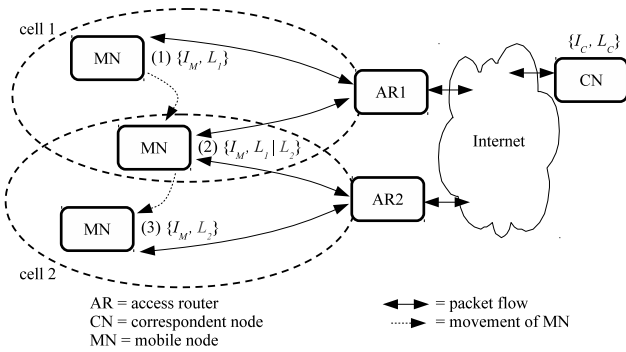 cell 1
MN
(1) {I_M, L_1}
{I_C, L_C}
CN
AR1
Internet
MN
(2) {I_M, L_1 | L_2}
AR2
MN
(3) {I_M, L_2}
cell 2
AR = access router
CN = correspondent node
MN = mobile node
= packet flow
= movement of MN